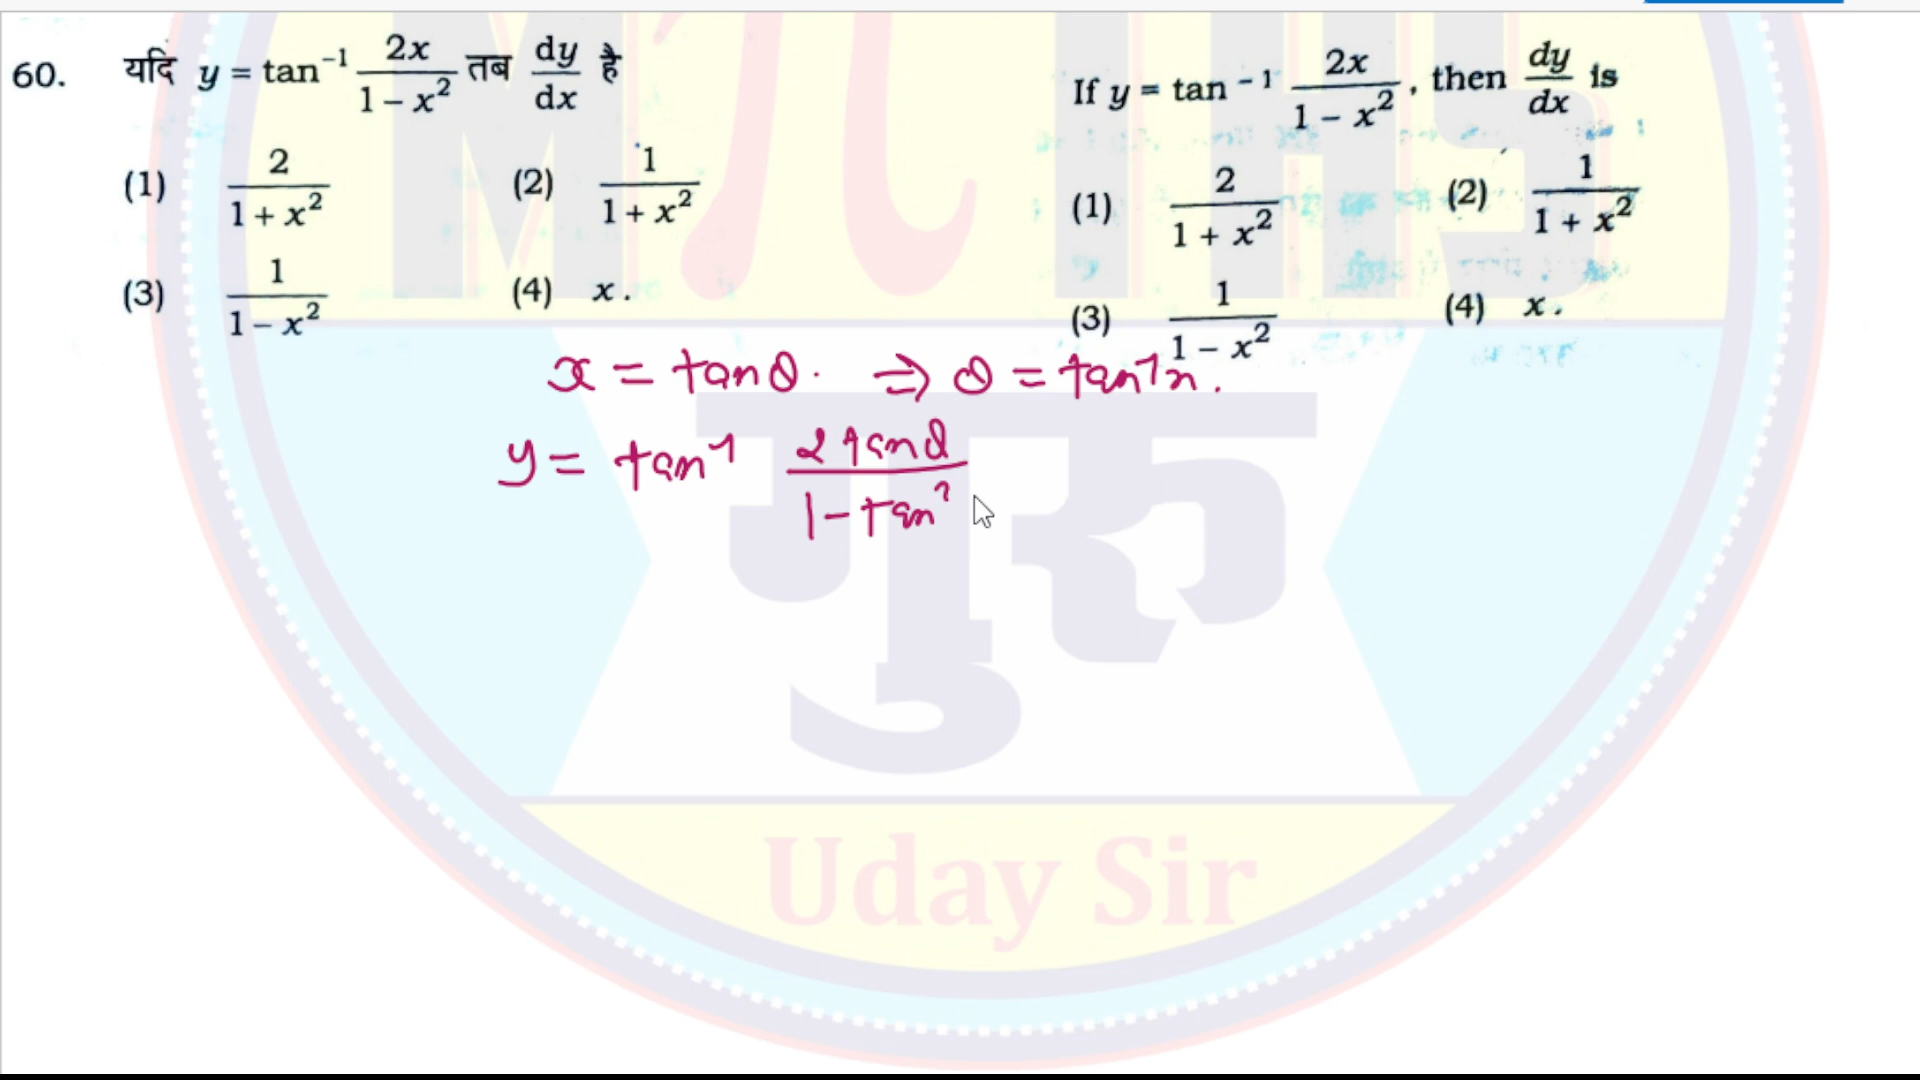 60. यदि y = tan⁻¹ 2x/(1 – x²) तब dy/dx है
(1) 2/(1 + x²) (2) 1/(1 + x²)
(3) 1/(1 – x²) (4) x.
If y = tan⁻¹ 2x/(1 – x²), then dy/dx is
(1) 2/(1 + x²) (2) 1/(1 + x²)
(3) 1/(1 – x²) (4) x.
x = tanθ. ⇒ θ = tan⁻¹x.
y = tan⁻¹ 2tanθ/(1 – tan²
MΠTHS
गुरु
Uday Sir